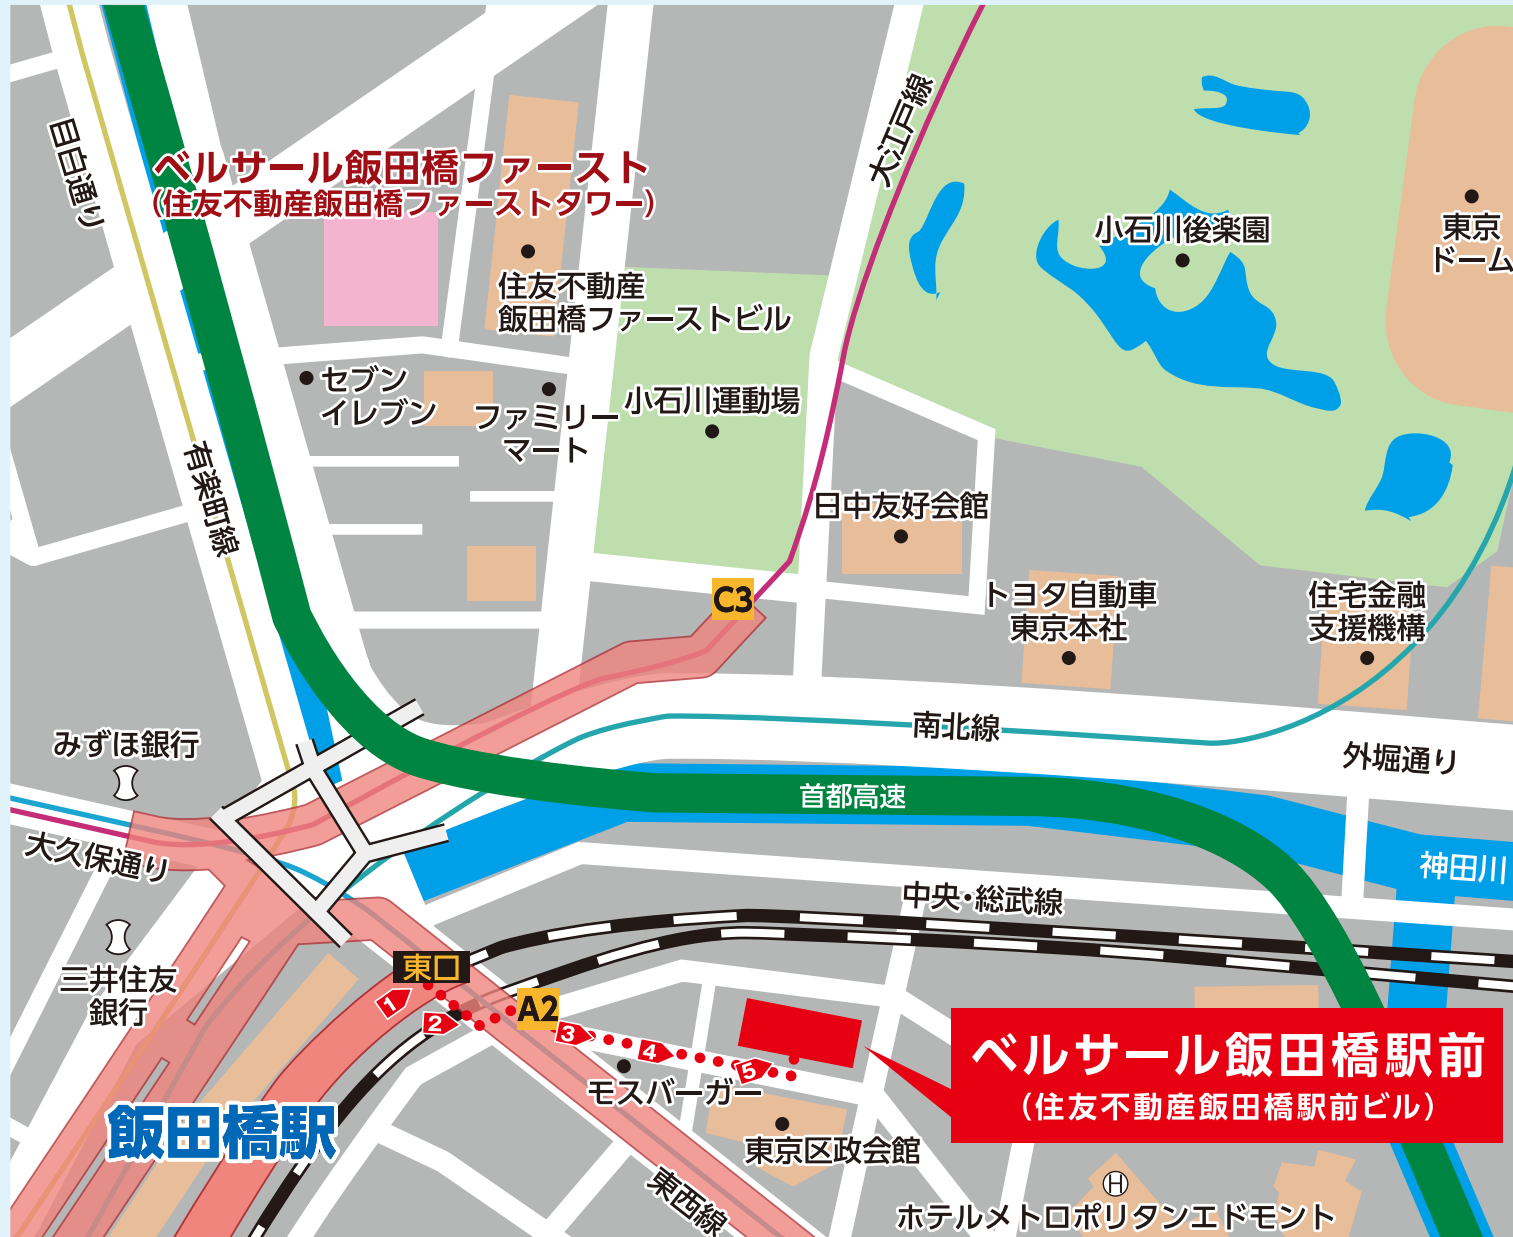 目白通り
ベルサール飯田橋ファースト
（住友不動産飯田橋ファーストタワー）
大江戸線
小石川後楽園
東京
ドーム
住友不動産
飯田橋ファーストビル
セブン
イレブン
ファミリー
マート
小石川運動場
有楽町線
日中友好会館
C3
トヨタ自動車
東京本社
住宅金融
支援機構
みずほ銀行
南北線
外堀通り
首都高速
大久保通り
神田川
中央・総武線
三井住友
銀行
東口
1
2
A2
3
4
5
モスバーガー
ベルサール飯田橋駅前
（住友不動産飯田橋駅前ビル）
飯田橋駅
東京区政会館
東西線
H
ホテルメトロポリタンエドモント